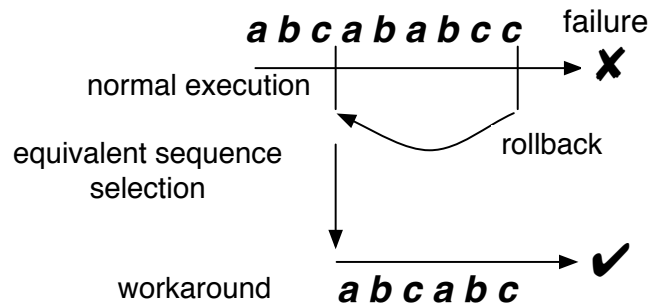 a b c a b a b c c
failure
✘
normal execution
rollback
equivalent sequence
selection
✔
workaround
a b c a b c